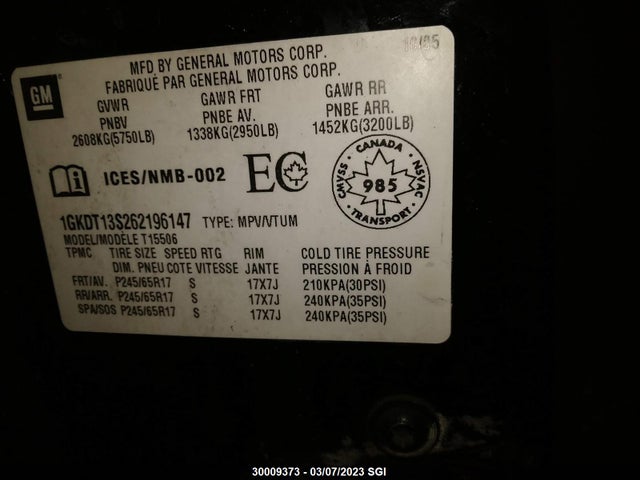 MFD BY GENERAL MOTORS CORP.
FABRIQUÉ PAR GENERAL MOTORS CORP.
GM
GVWR GAWR FRT GAWR RR
PNBV PNBE AV. PNBE ARR.
2608KG(5750LB) 1338KG(2950LB) 1452KG(3200LB)
ICES/NMB-002 EC
CANADA
CMVSS 985 NSVAC
TRANSPORT
1GKDT13S262196147 TYPE: MPV/VTUM
MODEL/MODÈLE T15506
TPMC TIRE SIZE SPEED RTG RIM COLD TIRE PRESSURE
DIM. PNEU COTE VITESSE JANTE PRESSION À FROID
FRT/AV. P245/65R17 S 17X7J 210KPA(30PSI)
RR/ARR. P245/65R17 S 17X7J 240KPA(35PSI)
SPA/SOS P245/65R17 S 17X7J 240KPA(35PSI)
30009373 - 03/07/2023 SGI